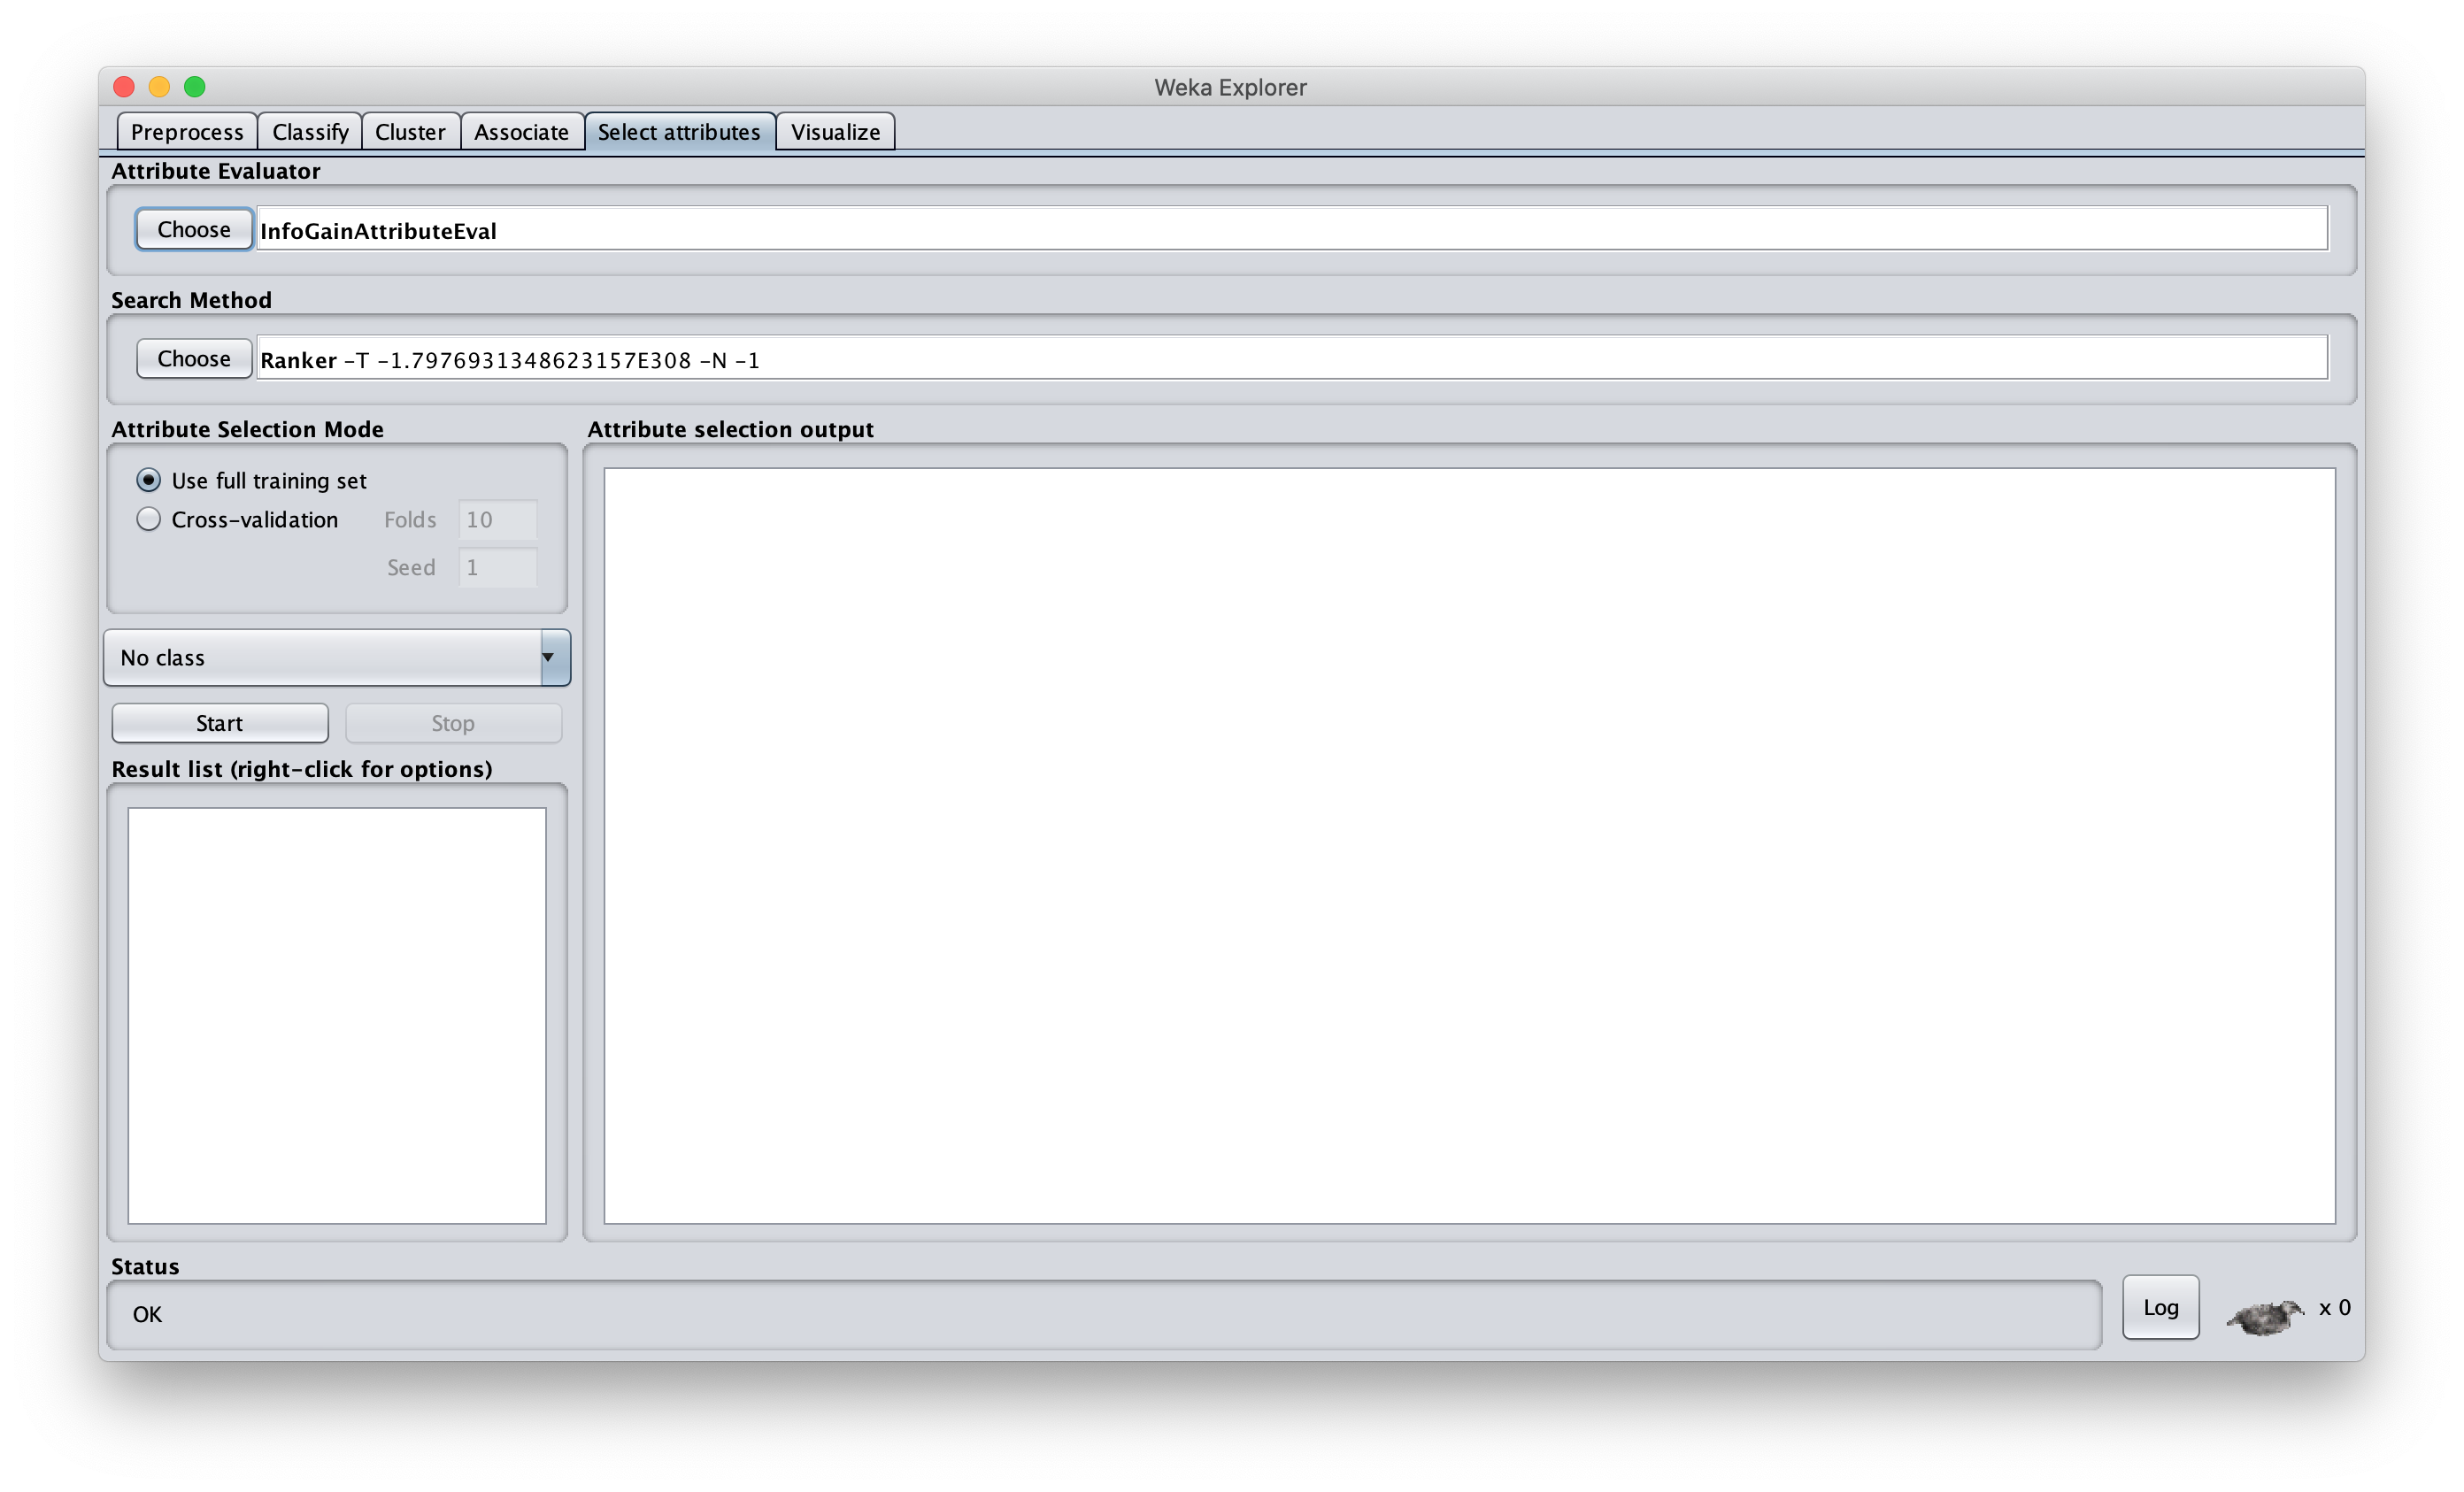 Weka Explorer
Preprocess Classify Cluster Associate Select attributes Visualize
Attribute Evaluator
Choose InfoGainAttributeEval
Search Method
Choose Ranker -T -1.7976931348623157E308 -N -1
Attribute Selection Mode
Use full training set
Cross-validation Folds 10
Seed 1
No class
Start Stop
Result list (right-click for options)
Attribute selection output
Status
OK
Log x 0